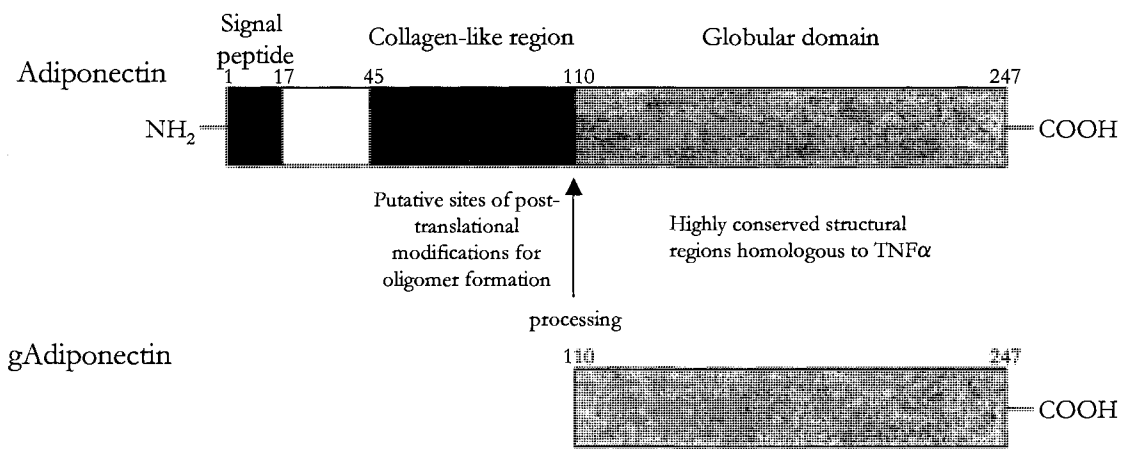 Signal
peptide
Collagen-like region
Globular domain
Adiponectin
1 17 45 110 247
NH2
COOH
Putative sites of post-
translational
modifications for
oligomer formation
Highly conserved structural
regions homologous to TNFα
processing
gAdiponectin
110 247
COOH